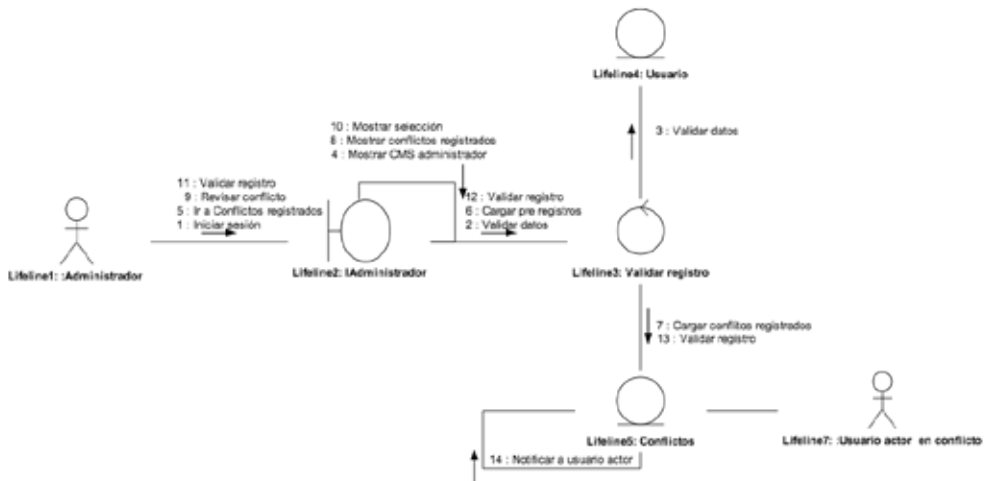 Lifeline4: Usuario
3 : Validar datos
10 : Mostrar selección
8 : Mostrar conflictos registrados
4 : Mostrar CMS administrador
11 : Validar registro
9 : Revisar conflicto
5 : Ir a Conflictos registrados
1 : Iniciar sesión
12 : Validar registro
6 : Cargar pre registros
2 : Validar datos
Lifeline1: :Administrador
Lifeline2: IAdministrador
Lifeline3: Validar registro
7 : Cargar conflitos registrados
13 : Validar registro
Lifeline5: Conflictos
Lifeline7: :Usuario actor en conflicto
14 : Notificar a usuario actor